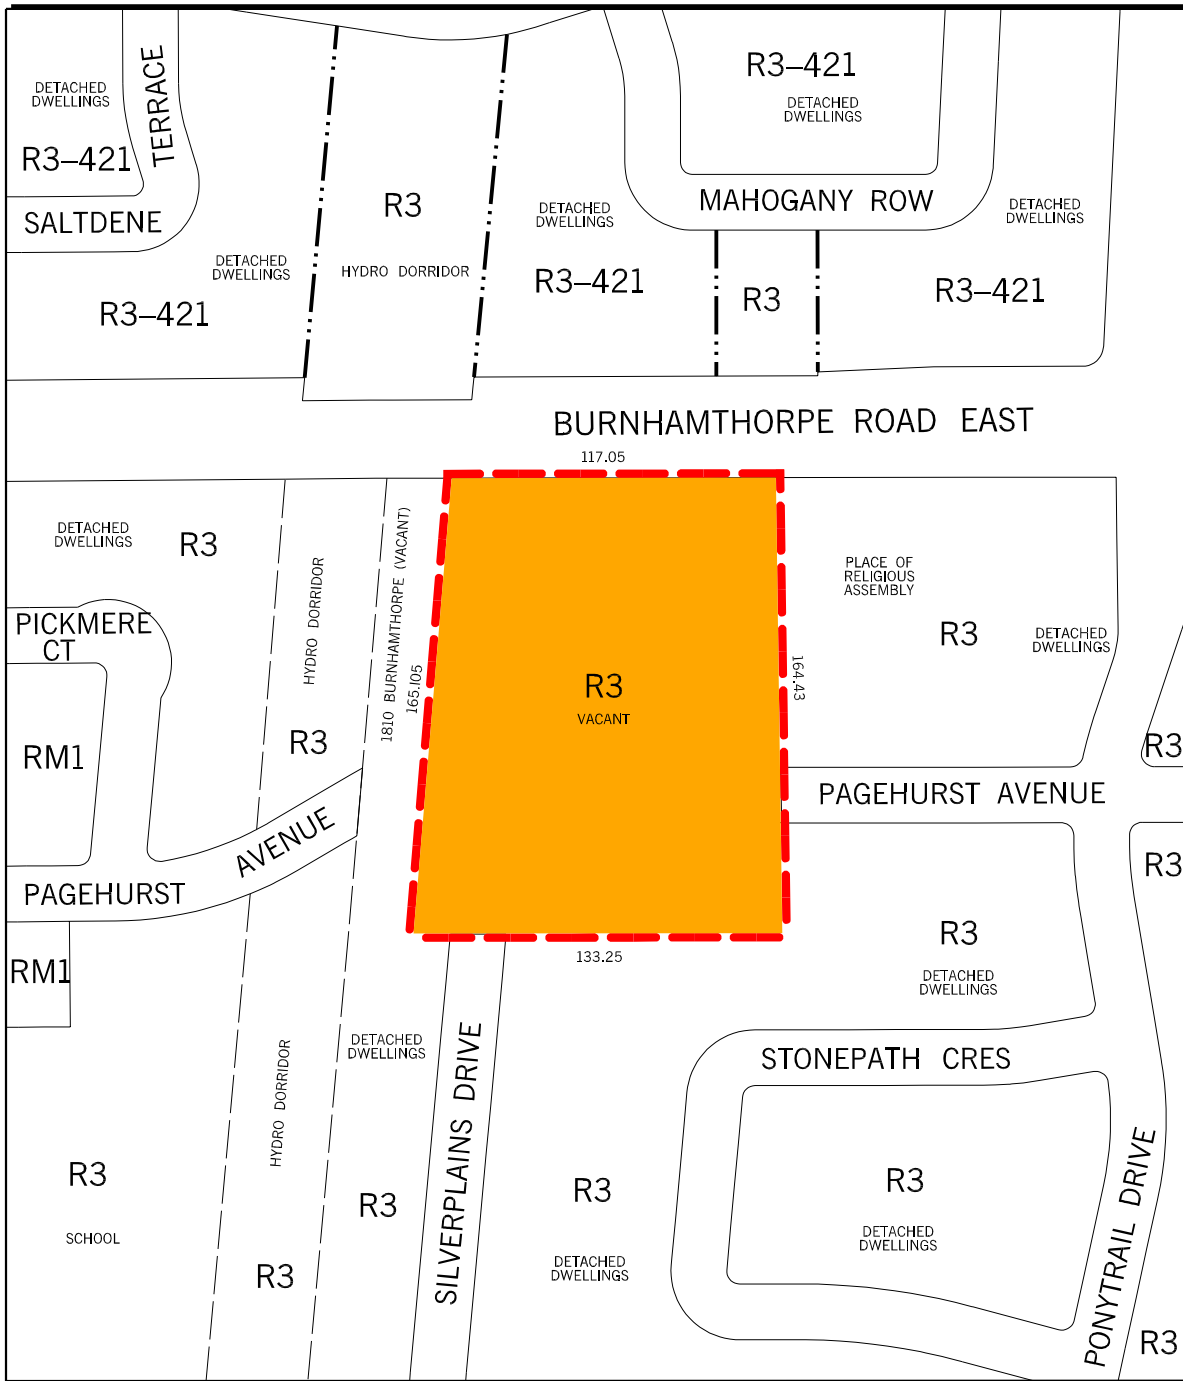 TERRACE
DETACHED
DWELLINGS
R3–421
SALTDENE
DETACHED
DWELLINGS
R3–421
R3
HYDRO DORRIDOR
DETACHED
DWELLINGS
R3–421
R3–421
DETACHED
DWELLINGS
MAHOGANY ROW
R3
DETACHED
DWELLINGS
R3–421
BURNHAMTHORPE ROAD EAST
117.05
DETACHED
DWELLINGS
R3
PICKMERE
CT
RM1
HYDRO DORRIDOR
R3
1810 BURNHAMTHORPE (VACANT)
165.105
R3
VACANT
164.43
PLACE OF
RELIGIOUS
ASSEMBLY
R3
DETACHED
DWELLINGS
R3
PAGEHURST AVENUE
PAGEHURST AVENUE
R3
RM1
133.25
R3
DETACHED
DWELLINGS
DETACHED
DWELLINGS
HYDRO DORRIDOR
SILVERPLAINS DRIVE
STONEPATH CRES
R3
SCHOOL
R3
R3
R3
DETACHED
DWELLINGS
R3
DETACHED
DWELLINGS
PONYTRAIL DRIVE
R3